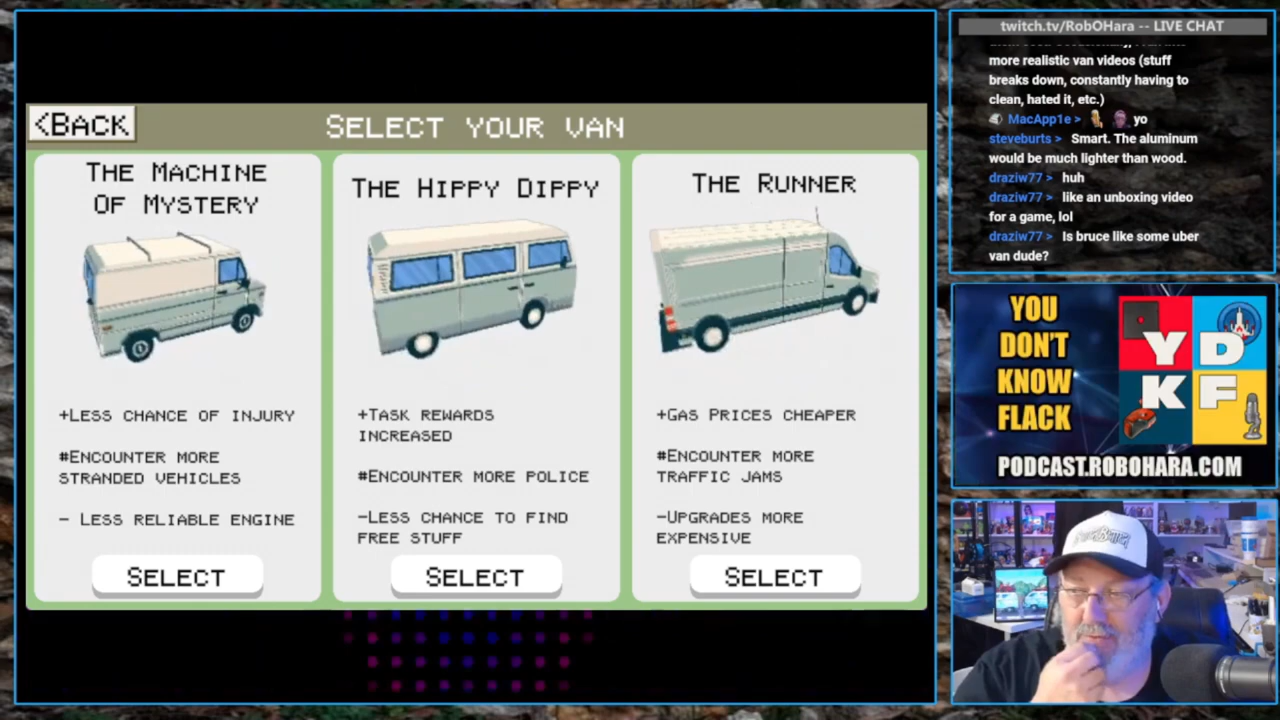 <BACK
SELECT YOUR VAN
THE MACHINE
OF MYSTERY
+LESS CHANCE OF INJURY
#ENCOUNTER MORE
STRANDED VEHICLES
- LESS RELIABLE ENGINE
SELECT
THE HIPPY DIPPY
+TASK REWARDS
INCREASED
#ENCOUNTER MORE POLICE
-LESS CHANCE TO FIND
FREE STUFF
SELECT
THE RUNNER
+GAS PRICES CHEAPER
#ENCOUNTER MORE
TRAFFIC JAMS
-UPGRADES MORE
EXPENSIVE
SELECT
twitch.tv/RobOHara -- LIVE CHAT
more realistic van videos (stuff
breaks down, constantly having to
clean, hated it, etc.)
MacApp1e > yo
steveburts > Smart. The aluminum
would be much lighter than wood.
draziw77 > huh
draziw77 > like an unboxing video
for a game, lol
draziw77 > Is bruce like some uber
van dude?
YOU
DON'T
KNOW
FLACK
Y D
K F
PODCAST.ROBOHARA.COM